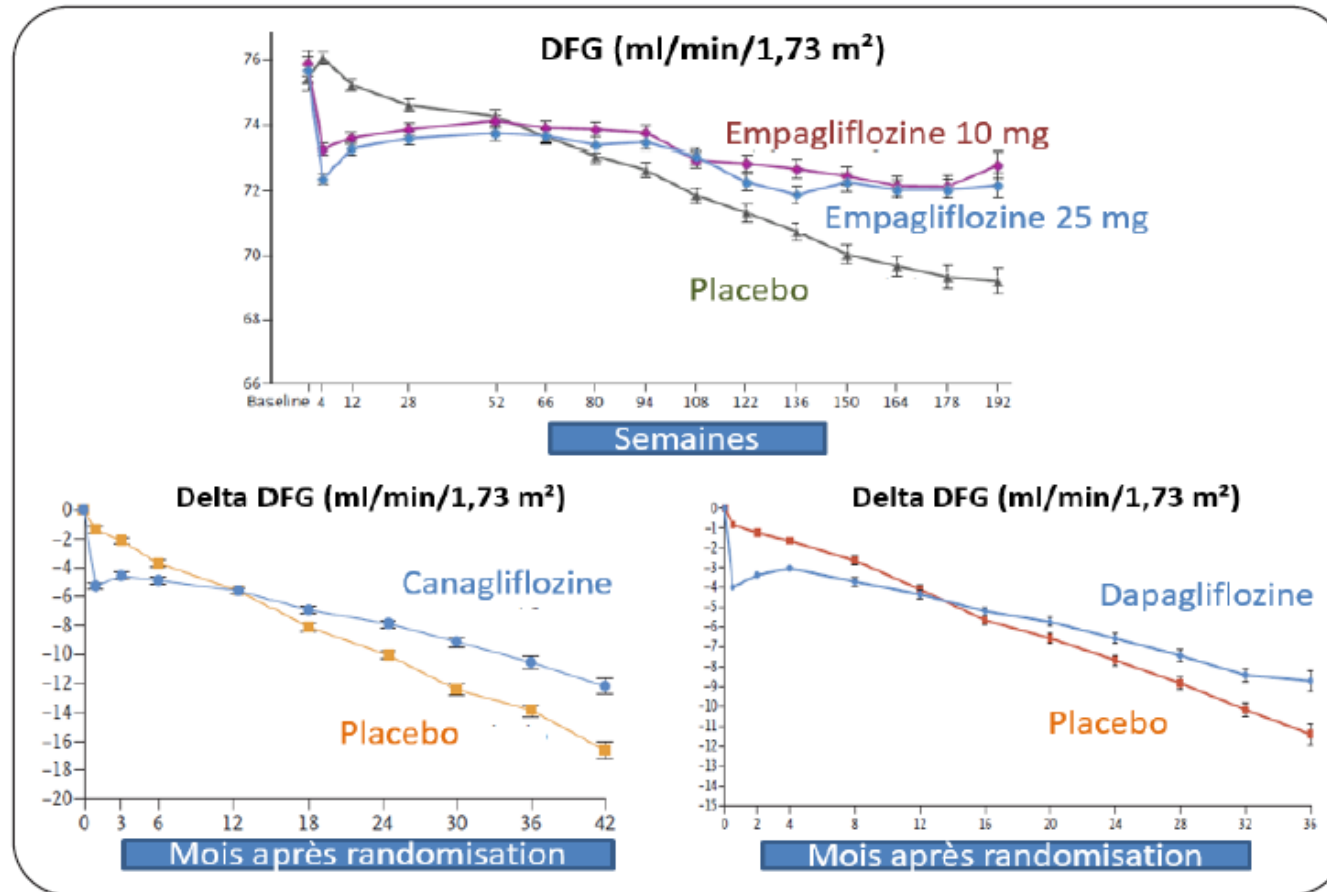 DFG (ml/min/1,73 m²)
76
74
72
70
68
66
Empagliflozine 10 mg
Empagliflozine 25 mg
Placebo
Baseline 4 12 28 52 66 80 94 108 122 136 150 164 178 192
Semaines
Delta DFG (ml/min/1,73 m²)
0
-2
-4
-6
-8
-10
-12
-14
-16
-18
-20
Canagliflozine
Placebo
0 3 6 12 18 24 30 36 42
Mois après randomisation
Delta DFG (ml/min/1,73 m²)
0
-1
-2
-3
-4
-5
-6
-7
-8
-9
-10
-11
-12
-13
-14
-15
Dapagliflozine
Placebo
0 2 4 8 12 16 20 24 28 32 36
Mois après randomisation